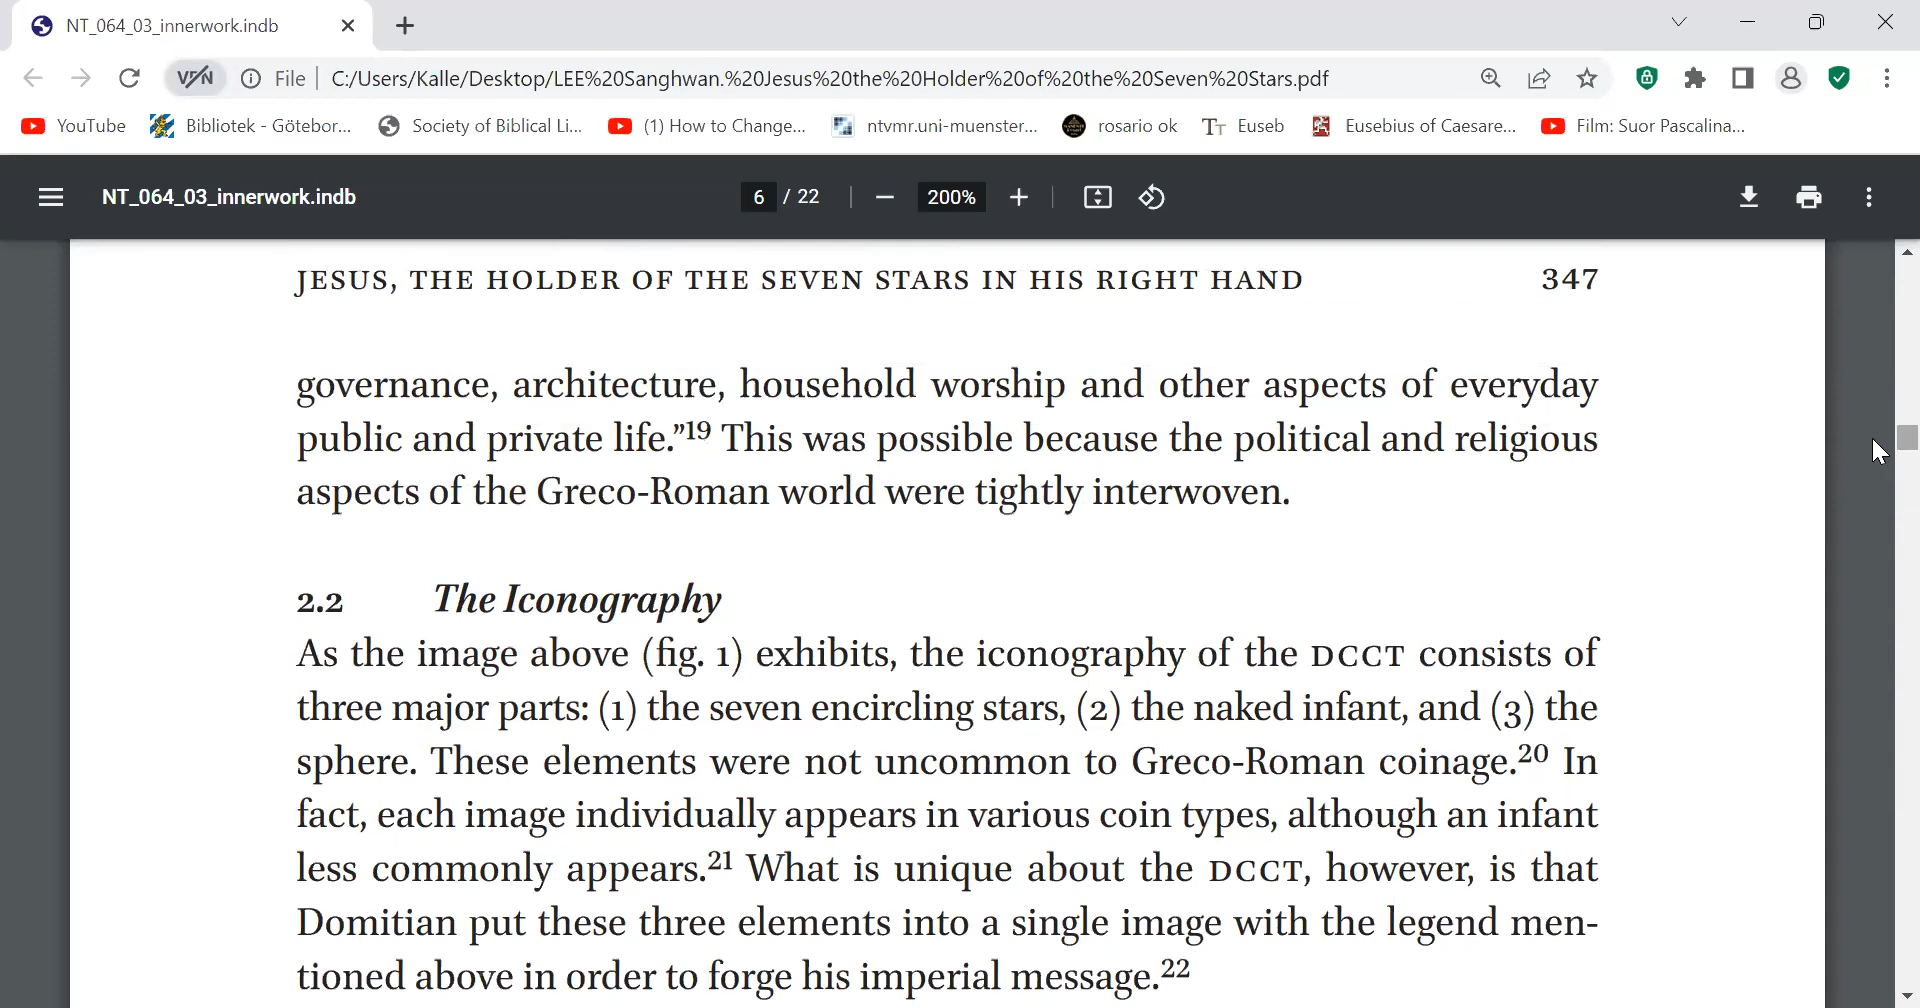 NT_064_03_innerwork.indb
VPN File C:/Users/Kalle/Desktop/LEE%20Sanghwan.%20Jesus%20the%20Holder%20of%20the%20Seven%20Stars.pdf
YouTube Bibliotek - Götebor... Society of Biblical Li... (1) How to Change... ntvmr.uni-muenster... rosario ok Euseb Eusebius of Caesare... Film: Suor Pascalina...
NT_064_03_innerwork.indb 6 / 22 200%
JESUS, THE HOLDER OF THE SEVEN STARS IN HIS RIGHT HAND 347
governance, architecture, household worship and other aspects of everyday
public and private life.”19 This was possible because the political and religious
aspects of the Greco-Roman world were tightly interwoven.
2.2 The Iconography
As the image above (fig. 1) exhibits, the iconography of the DCCT consists of
three major parts: (1) the seven encircling stars, (2) the naked infant, and (3) the
sphere. These elements were not uncommon to Greco-Roman coinage.20 In
fact, each image individually appears in various coin types, although an infant
less commonly appears.21 What is unique about the DCCT, however, is that
Domitian put these three elements into a single image with the legend men-
tioned above in order to forge his imperial message.22